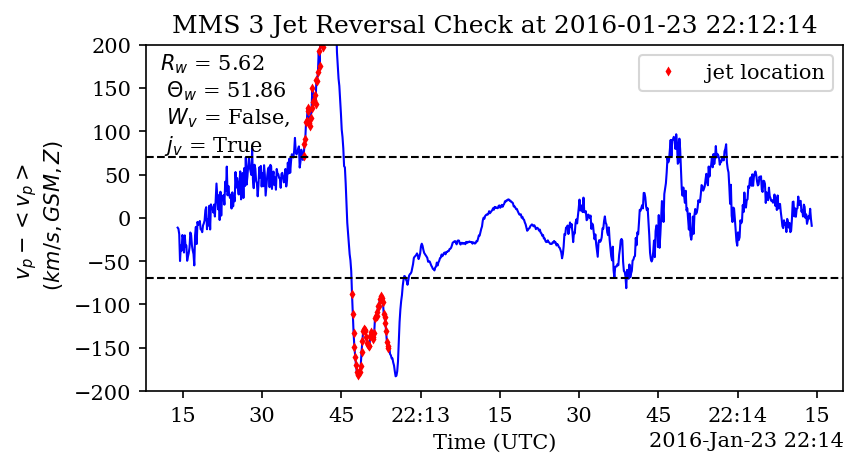 MMS 3 Jet Reversal Check at 2016-01-23 22:12:14
R_w = 5.62
Θ_w = 51.86
W_v = False,
j_v = True
jet location
v_p − < v_p >
(km/s, GSM, Z)
200
150
100
50
0
−50
−100
−150
−200
15
30
45
22:13
15
30
45
22:14
15
Time (UTC)
2016-Jan-23 22:14